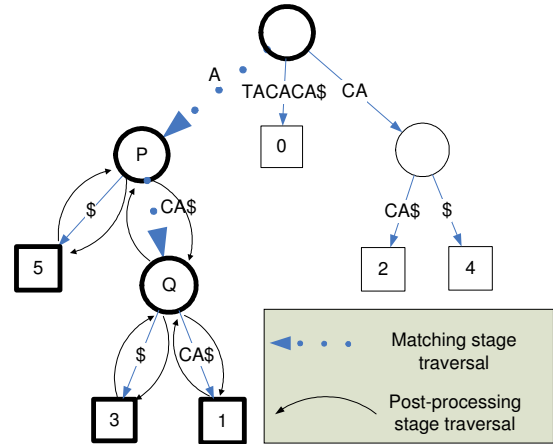 A
TACACA$
CA
P
0
$
CA$
CA$
$
5
2
4
Q
$
CA$
3
1
Matching stage
traversal
Post-processing
stage traversal